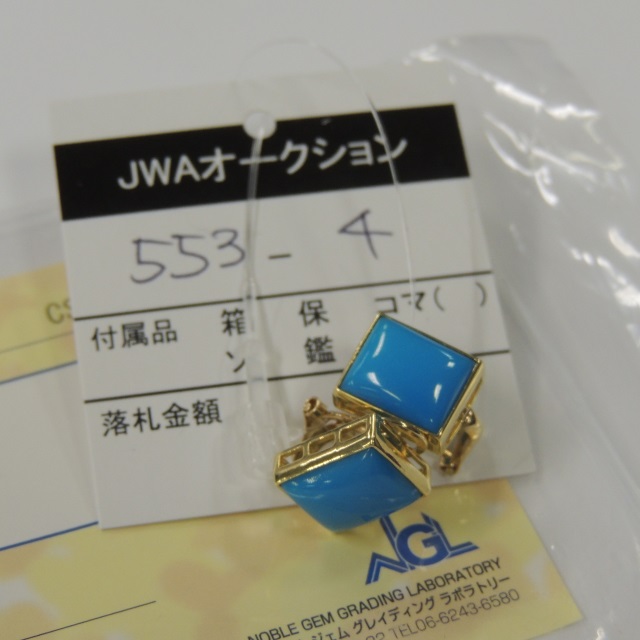 JWAオークション
553 - 4
付属品 箱 保 コマ( )
ソ 鑑
落札金額
CS
NGL
NOBLE GEM GRADING LABORATORY
ジェム グレイディング ラボラトリー
TEL06-6243-6580